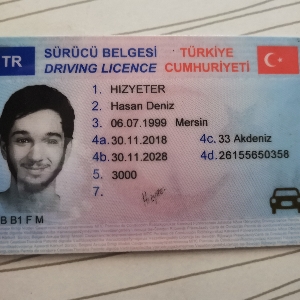 TR
SÜRÜCÜ BELGESİ TÜRKİYE
DRIVING LICENCE CUMHURİYETİ
1. HIZYETER
2. Hasan Deniz
3. 06.07.1999 Mersin
4a. 30.11.2018 4c. 33 Akdeniz
4b. 30.11.2028 4d. 26155650358
5. 3000
7.
B B1 F M